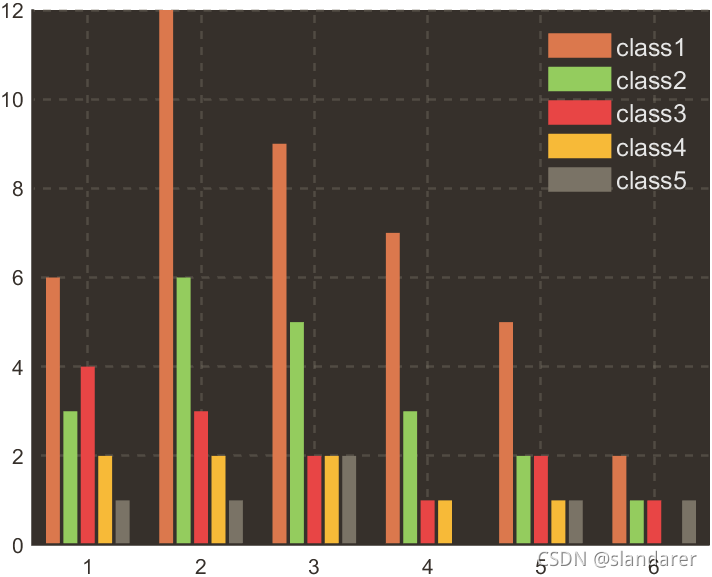 12
10
8
6
4
2
0
class1
class2
class3
class4
class5
1 2 3 4 5 6
CSDN @slandarer